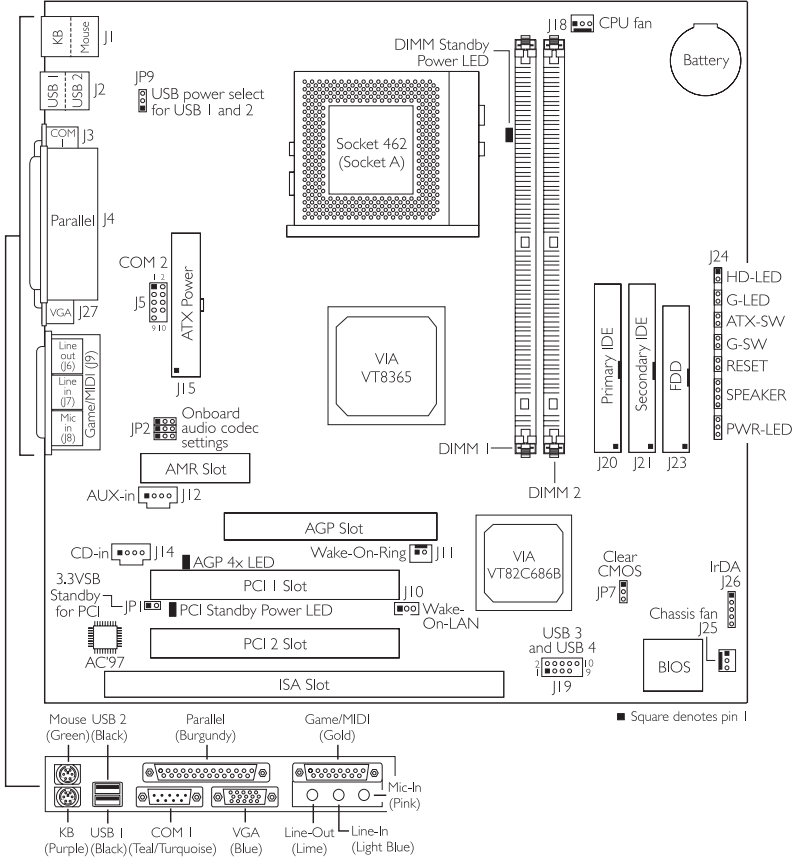 KB
Mouse
J1
USB 1
USB 2
J2
JP9
USB power select
for USB 1 and 2
COM
1
J3
Parallel
J4
VGA
J27
Line
out
(J6)
Line
in
(J7)
Mic
in
(J8)
Game/MIDI (J9)
COM 2
1 2
J5
9 10
ATX Power
J15
JP2
Onboard
audio codec
settings
Socket 462
(Socket A)
DIMM Standby
Power LED
J18
CPU fan
Battery
VIA
VT8365
DIMM 1
DIMM 2
Primary IDE
J20
Secondary IDE
J21
FDD
J23
J24
HD-LED
G-LED
ATX-SW
G-SW
RESET
SPEAKER
PWR-LED
AMR Slot
AUX-in
J12
AGP Slot
CD-in
J14
AGP 4x LED
Wake-On-Ring
J11
VIA
VT82C686B
Clear
CMOS
JP7
IrDA
J26
3.3VSB
Standby
for PCI
JP1
PCI 1 Slot
J10
PCI Standby Power LED
Wake-
On-LAN
Chassis fan
J25
AC'97
PCI 2 Slot
USB 3
and USB 4
2
10
1
9
J19
BIOS
ISA Slot
Square denotes pin 1
Mouse
(Green)
USB 2
(Black)
Parallel
(Burgundy)
Game/MIDI
(Gold)
Mic-In
(Pink)
KB
(Purple)
USB 1
(Black)
COM 1
(Teal/Turquoise)
VGA
(Blue)
Line-Out
(Lime)
Line-In
(Light Blue)